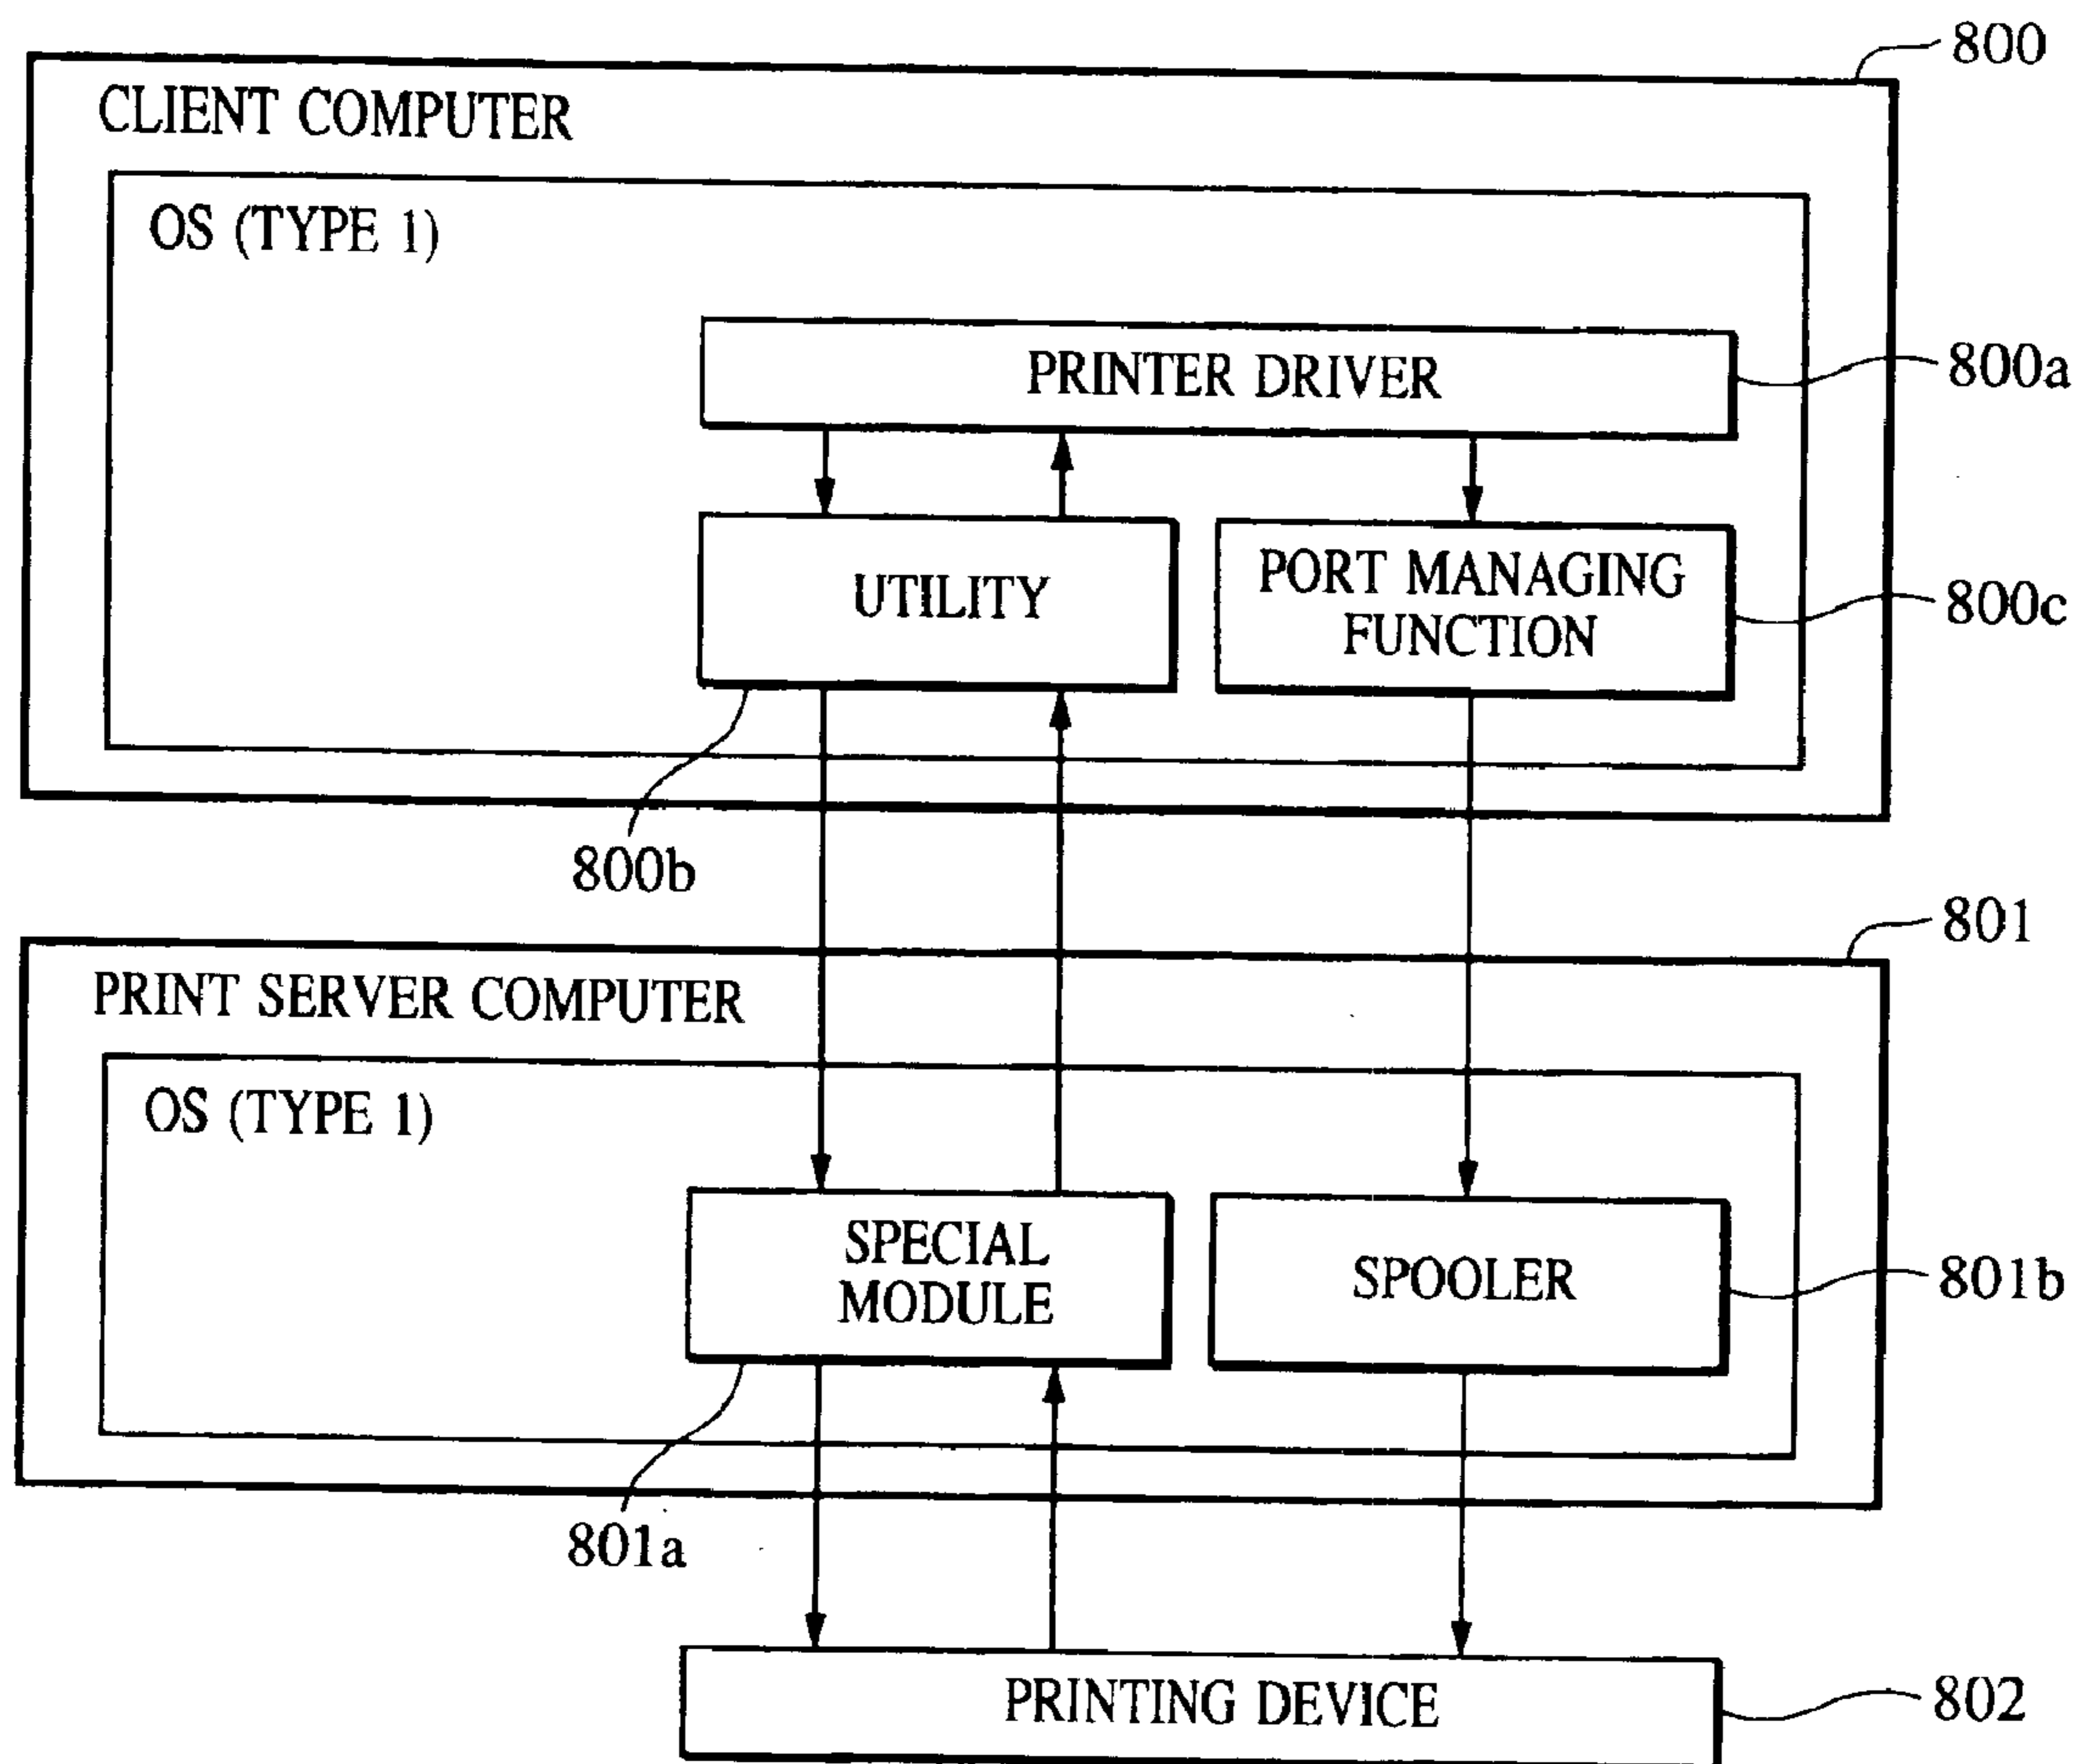 800
CLIENT COMPUTER
OS (TYPE 1)
PRINTER DRIVER
800a
UTILITY
PORT MANAGING
FUNCTION
800c
800b
801
PRINT SERVER COMPUTER
OS (TYPE 1)
SPECIAL
MODULE
SPOOLER
801b
801a
PRINTING DEVICE
802